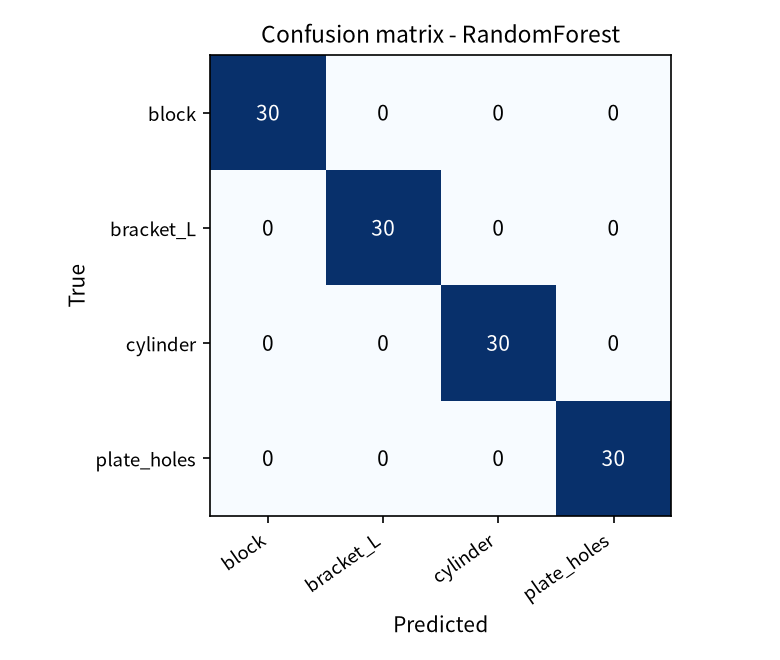 Confusion matrix - RandomForest
block 30 0 0 0
bracket_L 0 30 0 0
True
cylinder 0 0 30 0
plate_holes 0 0 0 30
block bracket_L cylinder plate_holes
Predicted